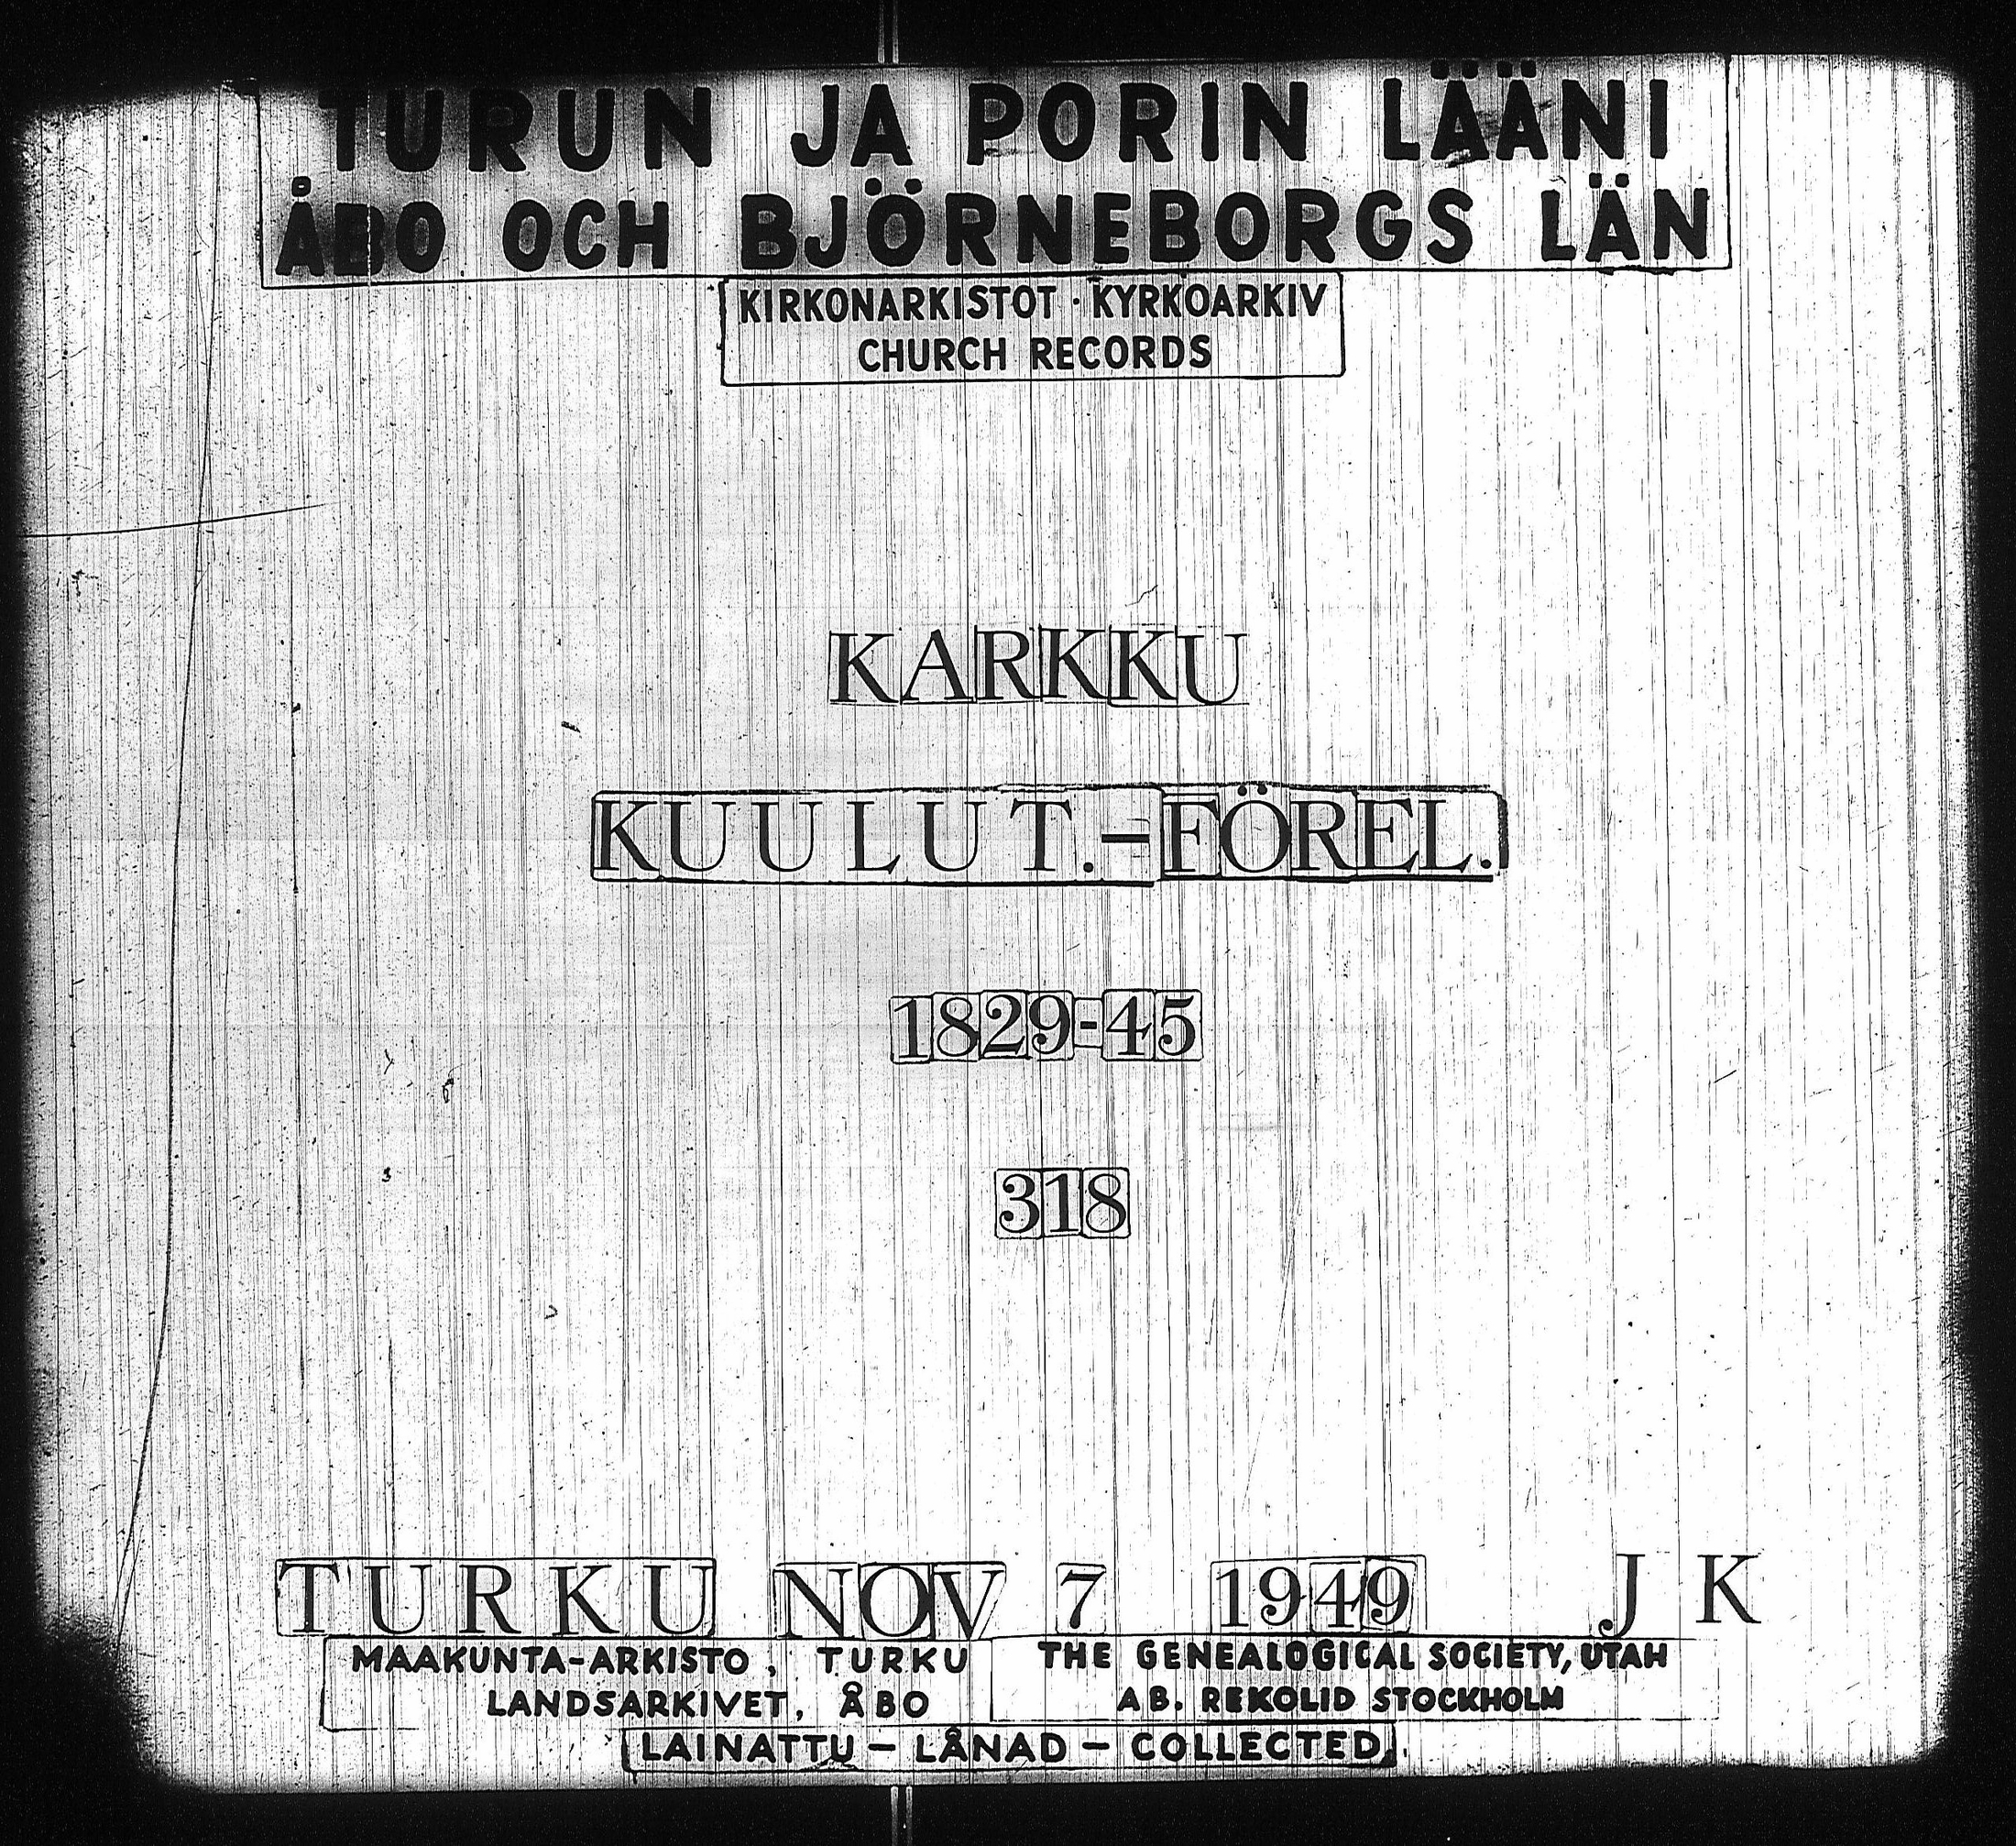 TURUN JA PORIN LÄÄNI
ÅBO OCH BJÖRNEBORGS LÄN
KIRKONARKISTOT · KYRKOARKIV
CHURCH RECORDS
KARKKU
KUULUT.-FÖREL.
1829-45
318
TURKU NOV 7 1949 J K
MAAKUNTA-ARKISTO, TURKU
LANDSARKIVET, ÅBO
THE GENEALOGICAL SOCIETY, UTAH
AB. REKOLID STOCKHOLM
LAINATTU - LÅNAD - COLLECTED